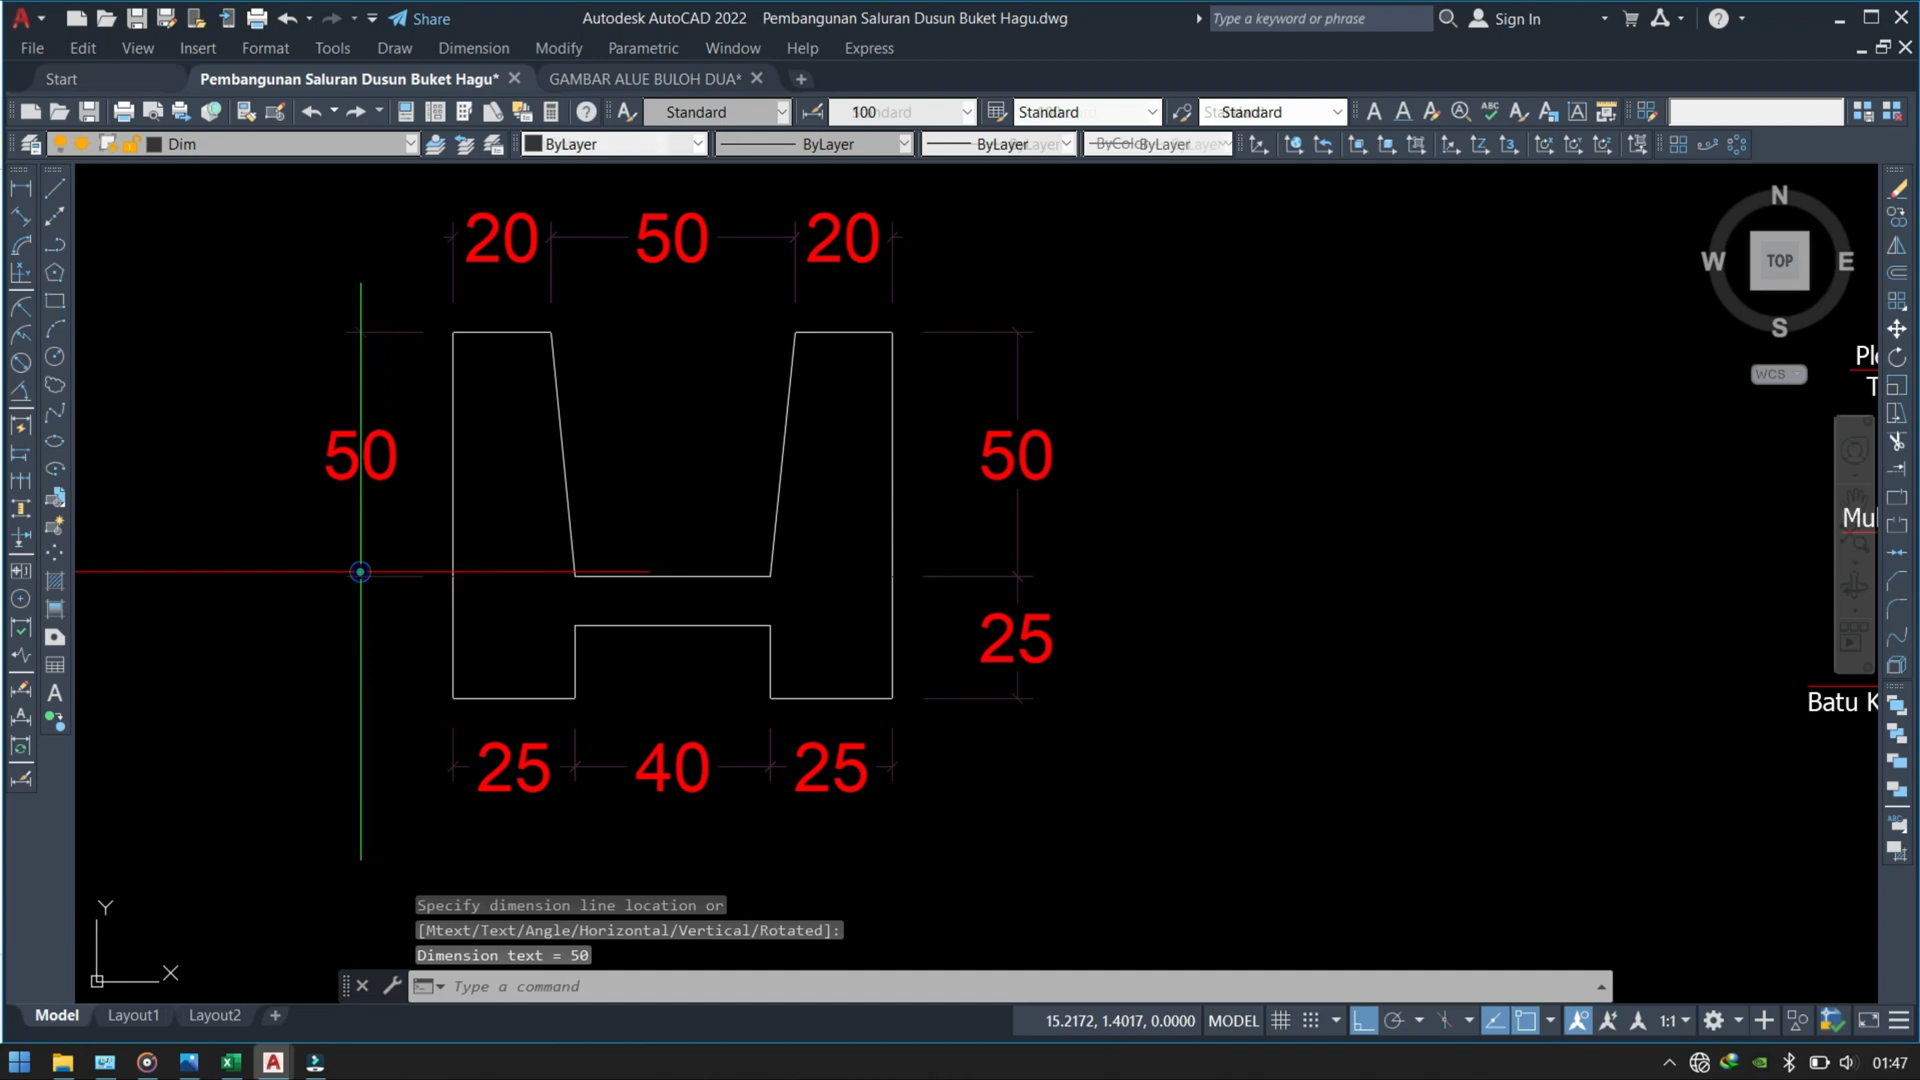 Share
Autodesk AutoCAD 2022 Pembangunan Saluran Dusun Buket Hagu.dwg
Type a keyword or phrase
Sign In
File Edit View Insert Format Tools Draw Dimension Modify Parametric Window Help Express
Start
Pembangunan Saluran Dusun Buket Hagu*
GAMBAR ALUE BULOH DUA*
Standard
100
Standard
Standard
Dim
ByLayer
ByLayer
ByLayer
ByLayer
20 50 20
N
W TOP E
S
WCS
Pl
T
50
50
Mu
25
Batu K
25 40 25
Specify dimension line location or
[Mtext/Text/Angle/Horizontal/Vertical/Rotated]:
Dimension text = 50
Type a command
Y
X
Model Layout1 Layout2
15.2172, 1.4017, 0.0000 MODEL
1:1
01:47